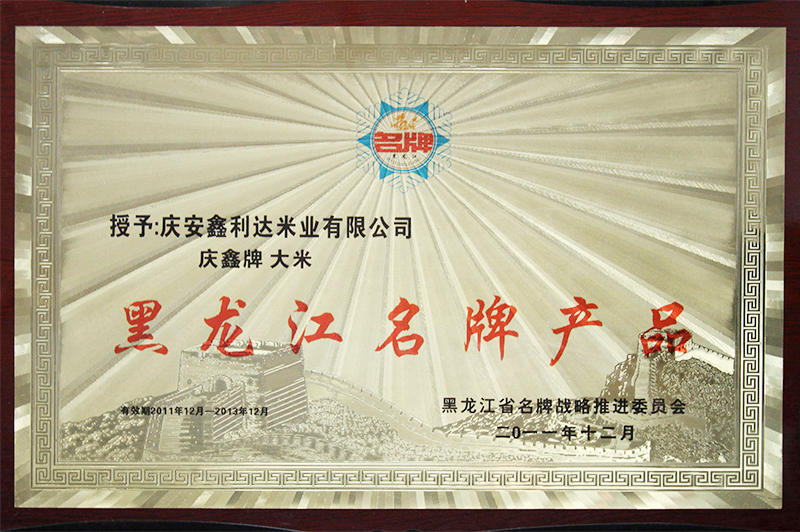 名牌
授予:庆安鑫利达米业有限公司
庆鑫牌 大米
黑龙江名牌产品
有效期2011年12月—2013年12月
黑龙江省名牌战略推进委员会
二0一一年十二月